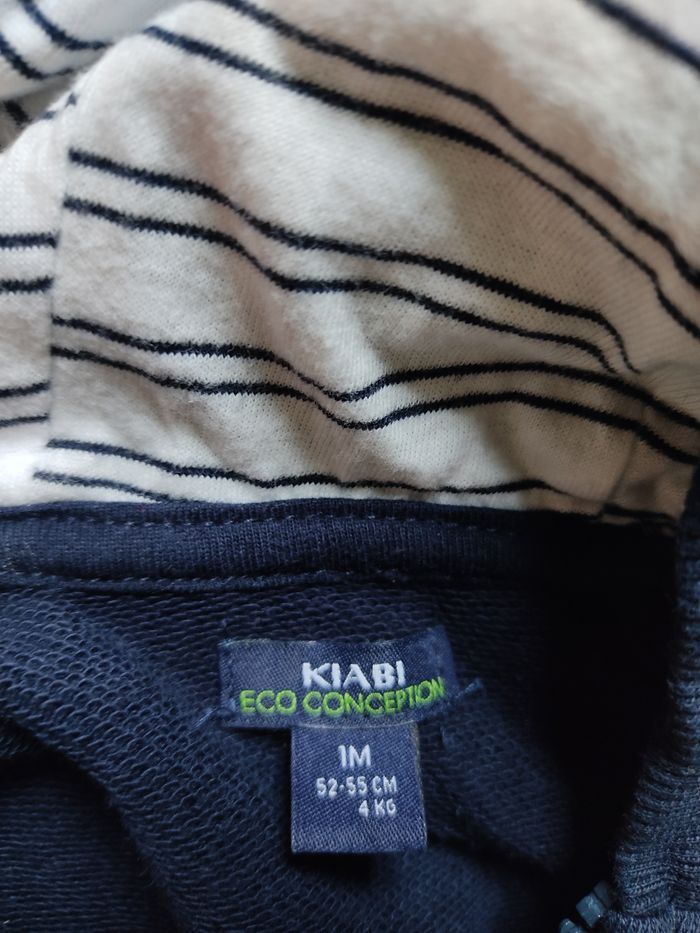 KIABI
ECO CONCEPTION
1M
52-55 CM
4 KG